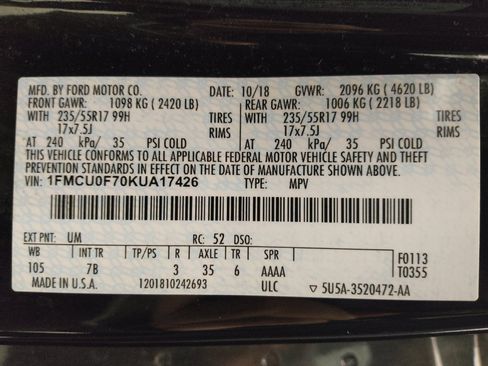 MFD. BY FORD MOTOR CO. 10/18 GVWR: 2096 KG ( 4620 LB)
FRONT GAWR: 1098 KG ( 2420 LB) REAR GAWR: 1006 KG ( 2218 LB)
WITH 235/55R17 99H TIRES WITH 235/55R17 99H TIRES
17x7.5J RIMS 17x7.5J RIMS
AT 240 kPa/ 35 PSI COLD AT 240 kPa/ 35 PSI COLD
THIS VEHICLE CONFORMS TO ALL APPLICABLE FEDERAL MOTOR VEHICLE SAFETY AND THEFT
PREVENTION STANDARDS IN EFFECT ON THE DATE OF MANUFACTURE SHOWN ABOVE.
VIN: 1FMCU0F70KUA17426 TYPE: MPV
EXT PNT: UM RC: 52 DSO:
WB INT TR TP/PS R AXLE TR SPR F0113
105 7B 3 35 6 AAAA T0355
MADE IN U.S.A. 1201810242693 ULC ▽ 5U5A-3520472-AA